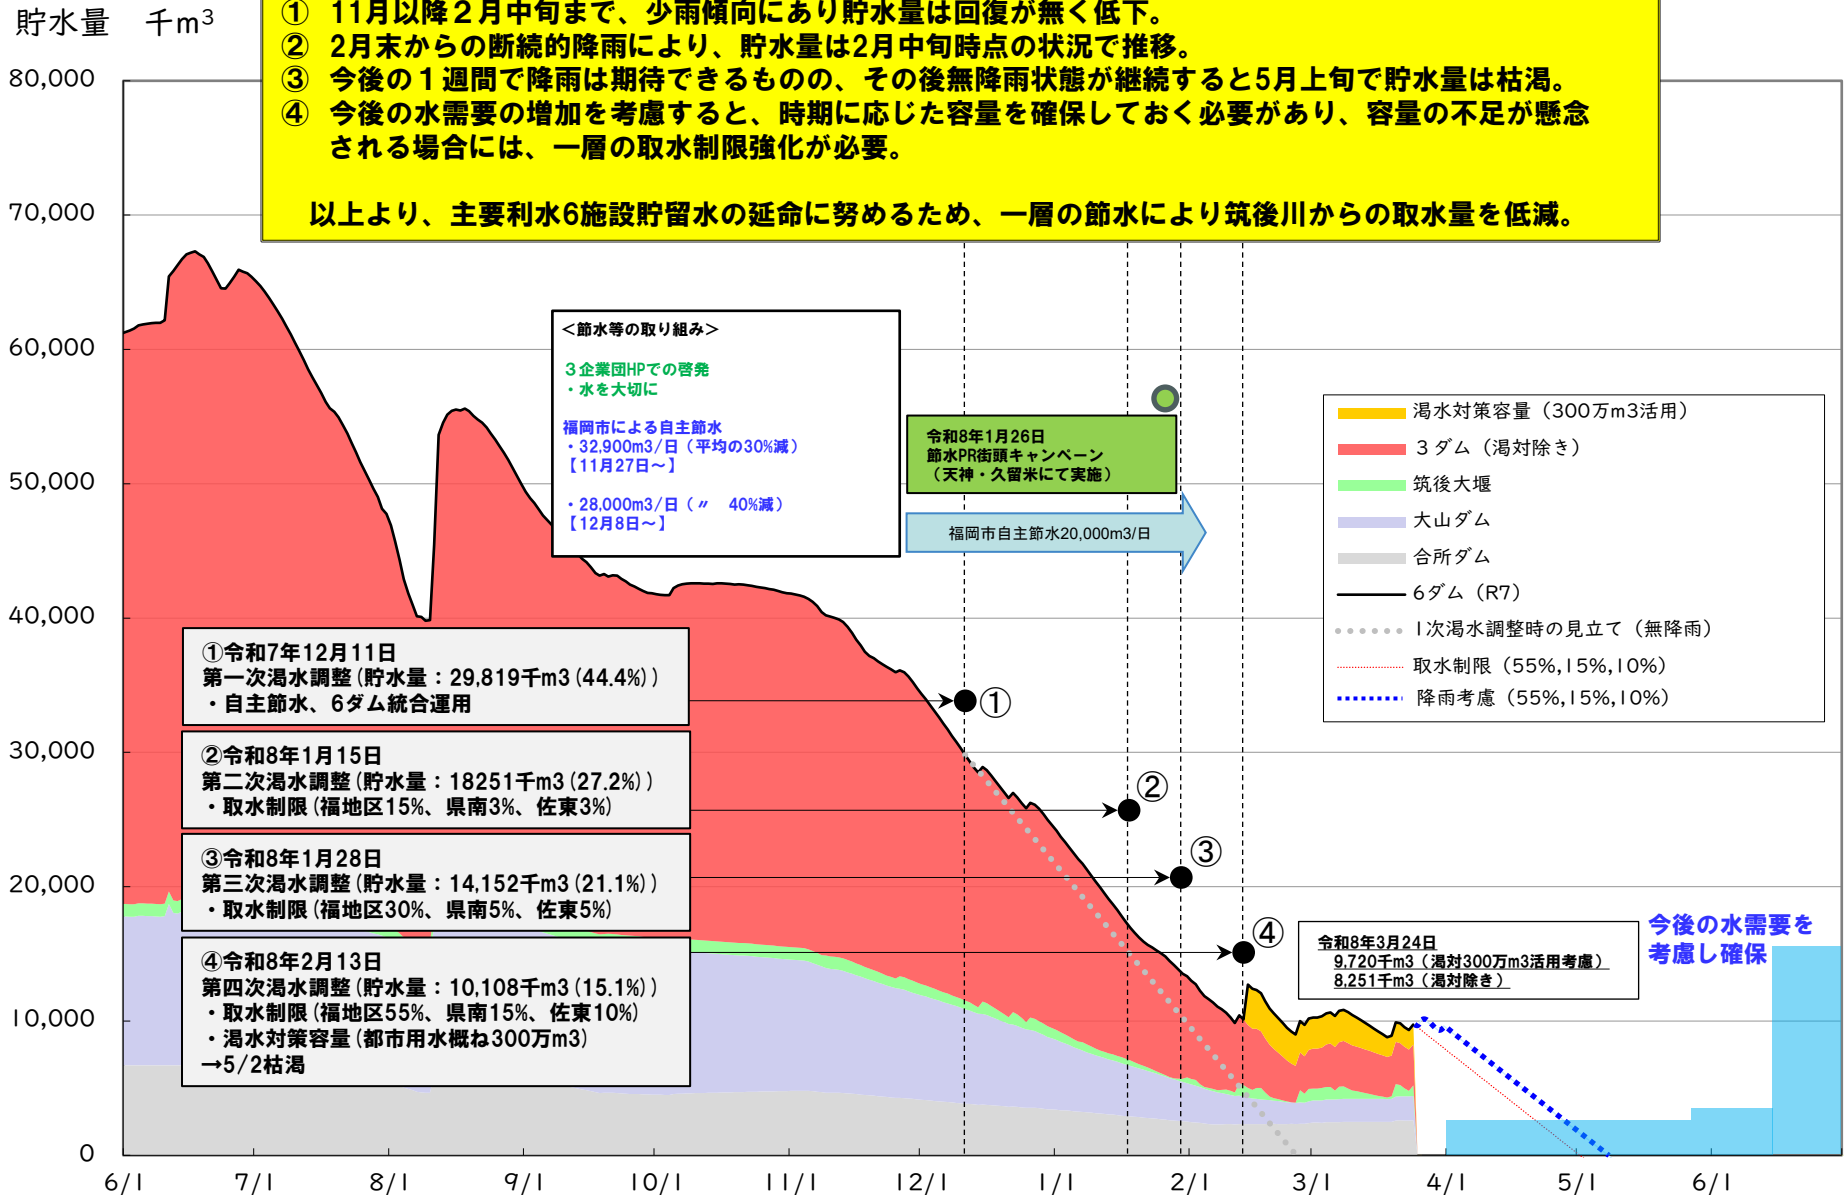 貯水量　千m³
① 11月以降２月中旬まで、少雨傾向にあり貯水量は回復が無く低下。
② 2月末からの断続的降雨により、貯水量は2月中旬時点の状況で推移。
③ 今後の１週間で降雨は期待できるものの、その後無降雨状態が継続すると5月上旬で貯水量は枯渇。
④ 今後の水需要の増加を考慮すると、時期に応じた容量を確保しておく必要があり、容量の不足が懸念
される場合には、一層の取水制限強化が必要。
以上より、主要利水6施設貯留水の延命に努めるため、一層の節水により筑後川からの取水量を低減。
80,000
70,000
60,000
50,000
40,000
30,000
20,000
10,000
0
＜節水等の取り組み＞
３企業団HPでの啓発
・水を大切に
福岡市による自主節水
・32,900m3/日（平均の30%減）
【11月27日～】
・28,000m3/日（〃　40%減）
【12月8日～】
令和8年1月26日
節水PR街頭キャンペーン
（天神・久留米にて実施）
福岡市自主節水20,000m3/日
渇水対策容量（300万m3活用）
３ダム（渇対除き）
筑後大堰
大山ダム
合所ダム
6ダム（R7）
1次渇水調整時の見立て（無降雨）
取水制限（55%,15%,10%）
降雨考慮（55%,15%,10%）
①令和7年12月11日
第一次渇水調整(貯水量：29,819千m3(44.4%))
・自主節水、6ダム統合運用
①
②令和8年1月15日
第二次渇水調整(貯水量：18251千m3(27.2%))
・取水制限(福地区15%、県南3%、佐東3%)
②
③令和8年1月28日
第三次渇水調整(貯水量：14,152千m3(21.1%))
・取水制限(福地区30%、県南5%、佐東5%)
③
④令和8年2月13日
第四次渇水調整(貯水量：10,108千m3(15.1%))
・取水制限(福地区55%、県南15%、佐東10%)
・渇水対策容量(都市用水概ね300万m3)
→5/2枯渇
④
令和8年3月24日
9,720千m3（渇対300万m3活用考慮）
8,251千m3（渇対除き）
今後の水需要を
考慮し確保
6/1 7/1 8/1 9/1 10/1 11/1 12/1 1/1 2/1 3/1 4/1 5/1 6/1